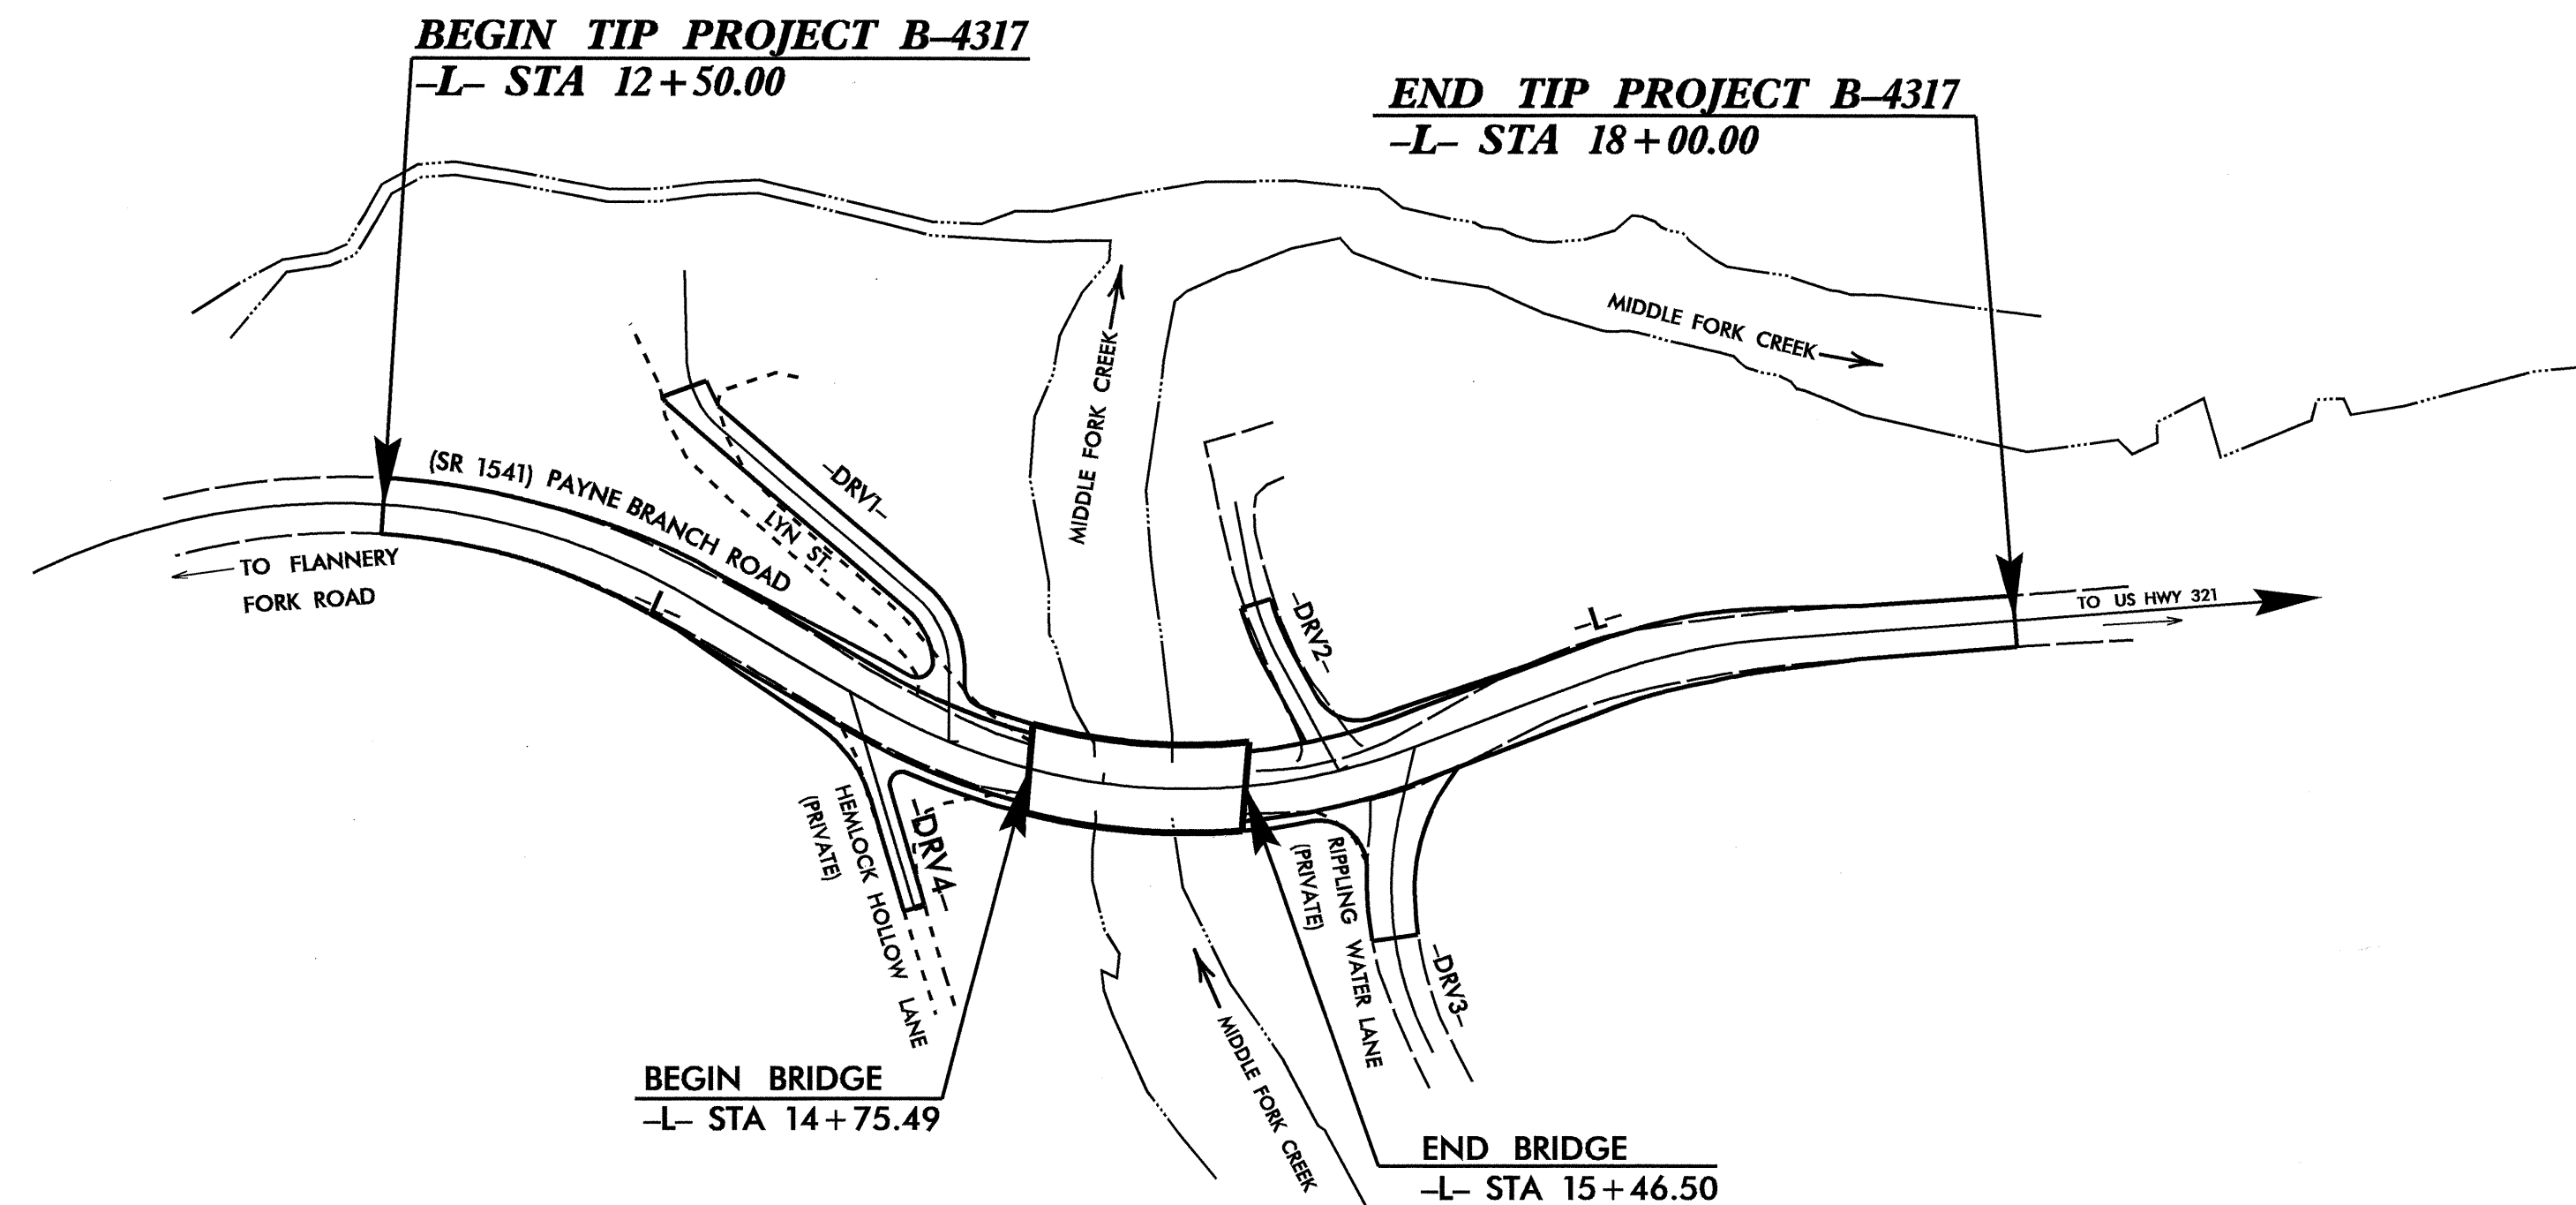 BEGIN TIP PROJECT B-4317
-L- STA 12+50.00
END TIP PROJECT B-4317
-L- STA 18+00.00
MIDDLE FORK CREEK
MIDDLE FORK CREEK
(SR 1541) PAYNE BRANCH ROAD
-DRV1-
LYN ST.
TO FLANNERY
FORK ROAD
-L-
-DRV2-
-L-
TO US HWY 321
HEMLOCK HOLLOW LANE
(PRIVATE)
-DRV4-
RIPPLING WATER LANE
(PRIVATE)
-DRV3-
MIDDLE FORK CREEK
BEGIN BRIDGE
-L- STA 14+75.49
END BRIDGE
-L- STA 15+46.50